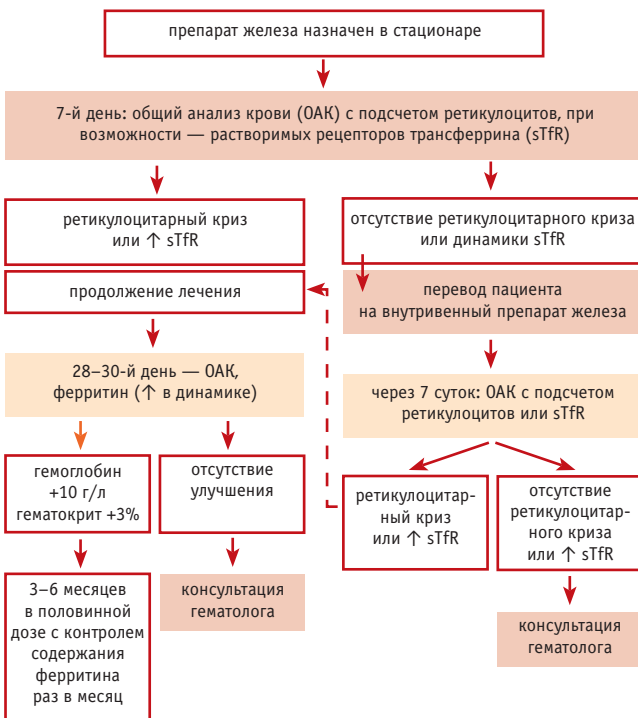 препарат железа назначен в стационаре
7-й день: общий анализ крови (ОАК) с подсчетом ретикулоцитов, при
возможности — растворимых рецепторов трансферрина (sTfR)
ретикулоцитарный криз
или ↑ sTfR
отсутствие ретикулоцитарного криза
или динамики sTfR
продолжение лечения
перевод пациента
на внутривенный препарат железа
28–30-й день — ОАК,
ферритин (↑ в динамике)
через 7 суток: ОАК с подсчетом
ретикулоцитов или sTfR
гемоглобин
+10 г/л
гематокрит +3%
отсутствие
улучшения
ретикулоцитар-
ный криз
или ↑ sTfR
отсутствие
ретикулоцитар-
ного криза
или ↑ sTfR
3–6 месяцев
в половинной
дозе с контролем
содержания
ферритина
раз в месяц
консультация
гематолога
консультация
гематолога